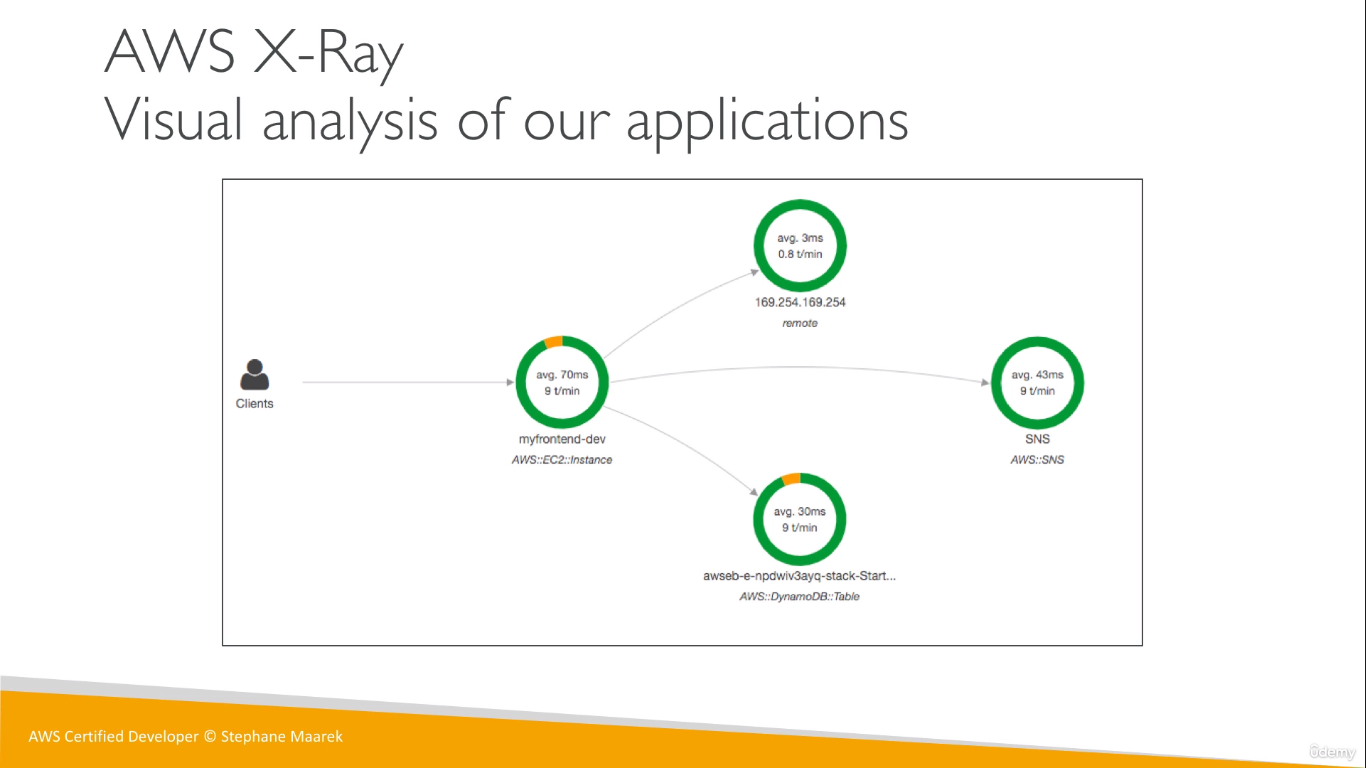 AWS X-Ray
Visual analysis of our applications
avg. 3ms
0.8 t/min
169.254.169.254
remote
Clients
avg. 70ms
9 t/min
myfrontend-dev
AWS::EC2::Instance
avg. 43ms
9 t/min
SNS
AWS::SNS
avg. 30ms
9 t/min
awseb-e-npdwiv3ayq-stack-Start...
AWS::DynamoDB::Table
AWS Certified Developer © Stephane Maarek
ûdemy